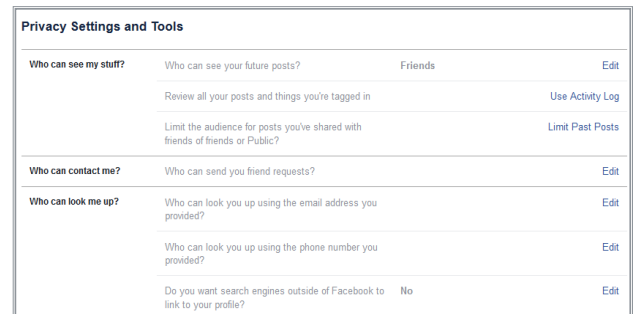 Privacy Settings and Tools
Who can see my stuff? Who can see your future posts? Friends Edit
Review all your posts and things you're tagged in Use Activity Log
Limit the audience for posts you've shared with Limit Past Posts
friends of friends or Public?
Who can contact me? Who can send you friend requests? Edit
Who can look me up? Who can look you up using the email address you Edit
provided?
Who can look you up using the phone number you Edit
provided?
Do you want search engines outside of Facebook to No Edit
link to your profile?